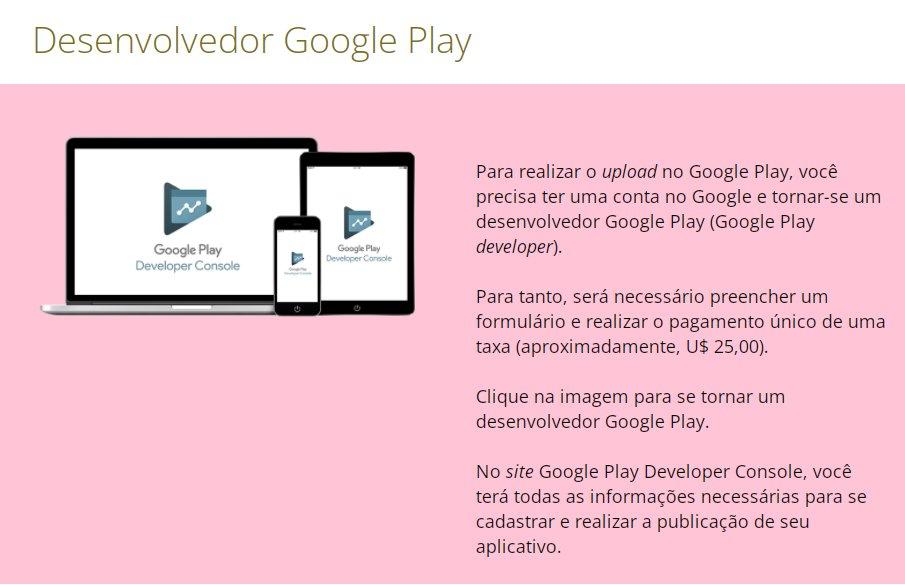 Desenvolvedor Google Play
Google Play
Developer Console
Google Play
Developer Console
Google Play
Developer Console
Para realizar o upload no Google Play, você
precisa ter uma conta no Google e tornar-se um
desenvolvedor Google Play (Google Play
developer).
Para tanto, será necessário preencher um
formulário e realizar o pagamento único de uma
taxa (aproximadamente, U$ 25,00).
Clique na imagem para se tornar um
desenvolvedor Google Play.
No site Google Play Developer Console, você
terá todas as informações necessárias para se
cadastrar e realizar a publicação de seu
aplicativo.